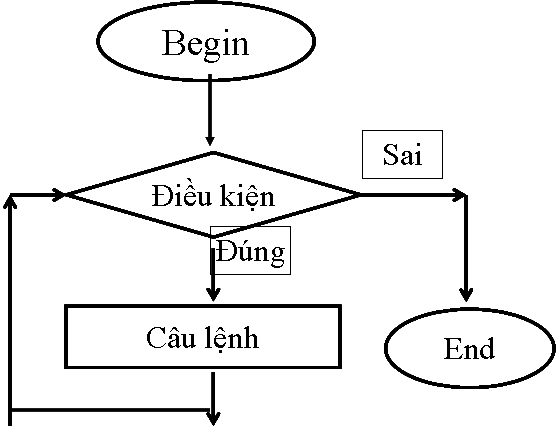 Begin
Sai
Điều kiện
Đúng
Câu lệnh
End